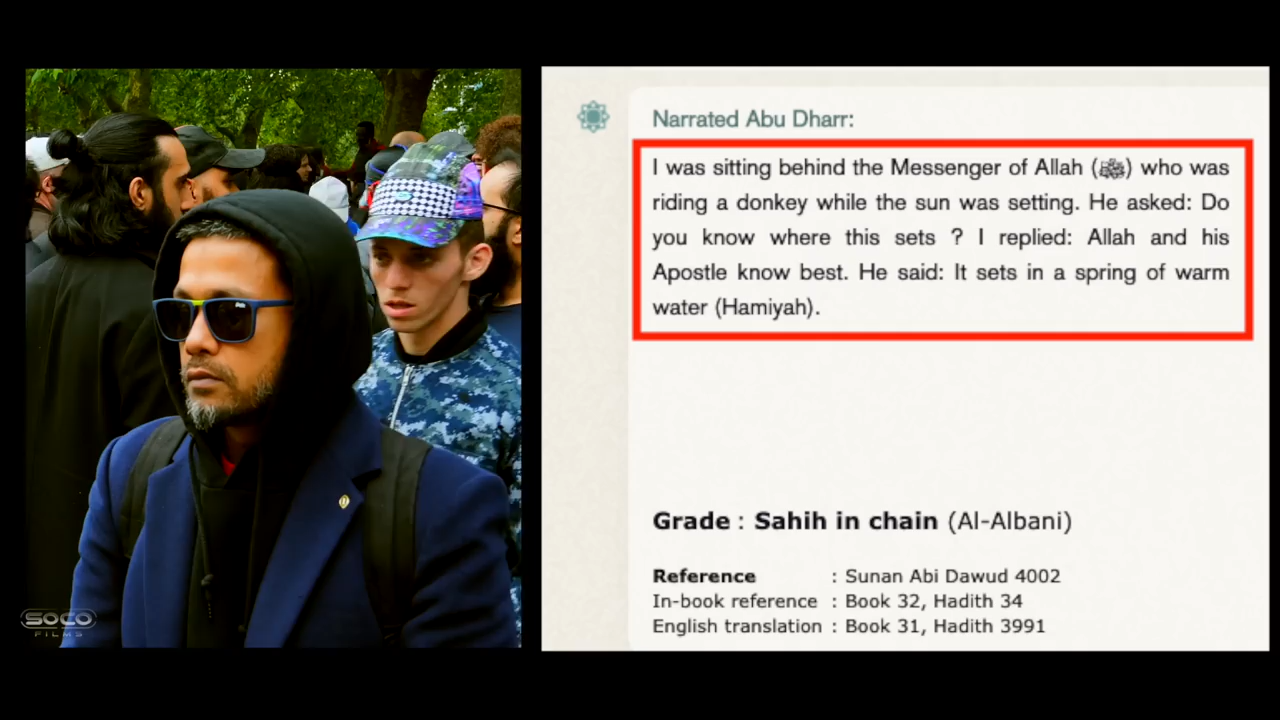 Narrated Abu Dharr:
I was sitting behind the Messenger of Allah (ﷺ) who was
riding a donkey while the sun was setting. He asked: Do
you know where this sets ? I replied: Allah and his
Apostle know best. He said: It sets in a spring of warm
water (Hamiyah).
Grade : Sahih in chain (Al-Albani)
Reference : Sunan Abi Dawud 4002
In-book reference : Book 32, Hadith 34
English translation : Book 31, Hadith 3991
SOCO
FILMS